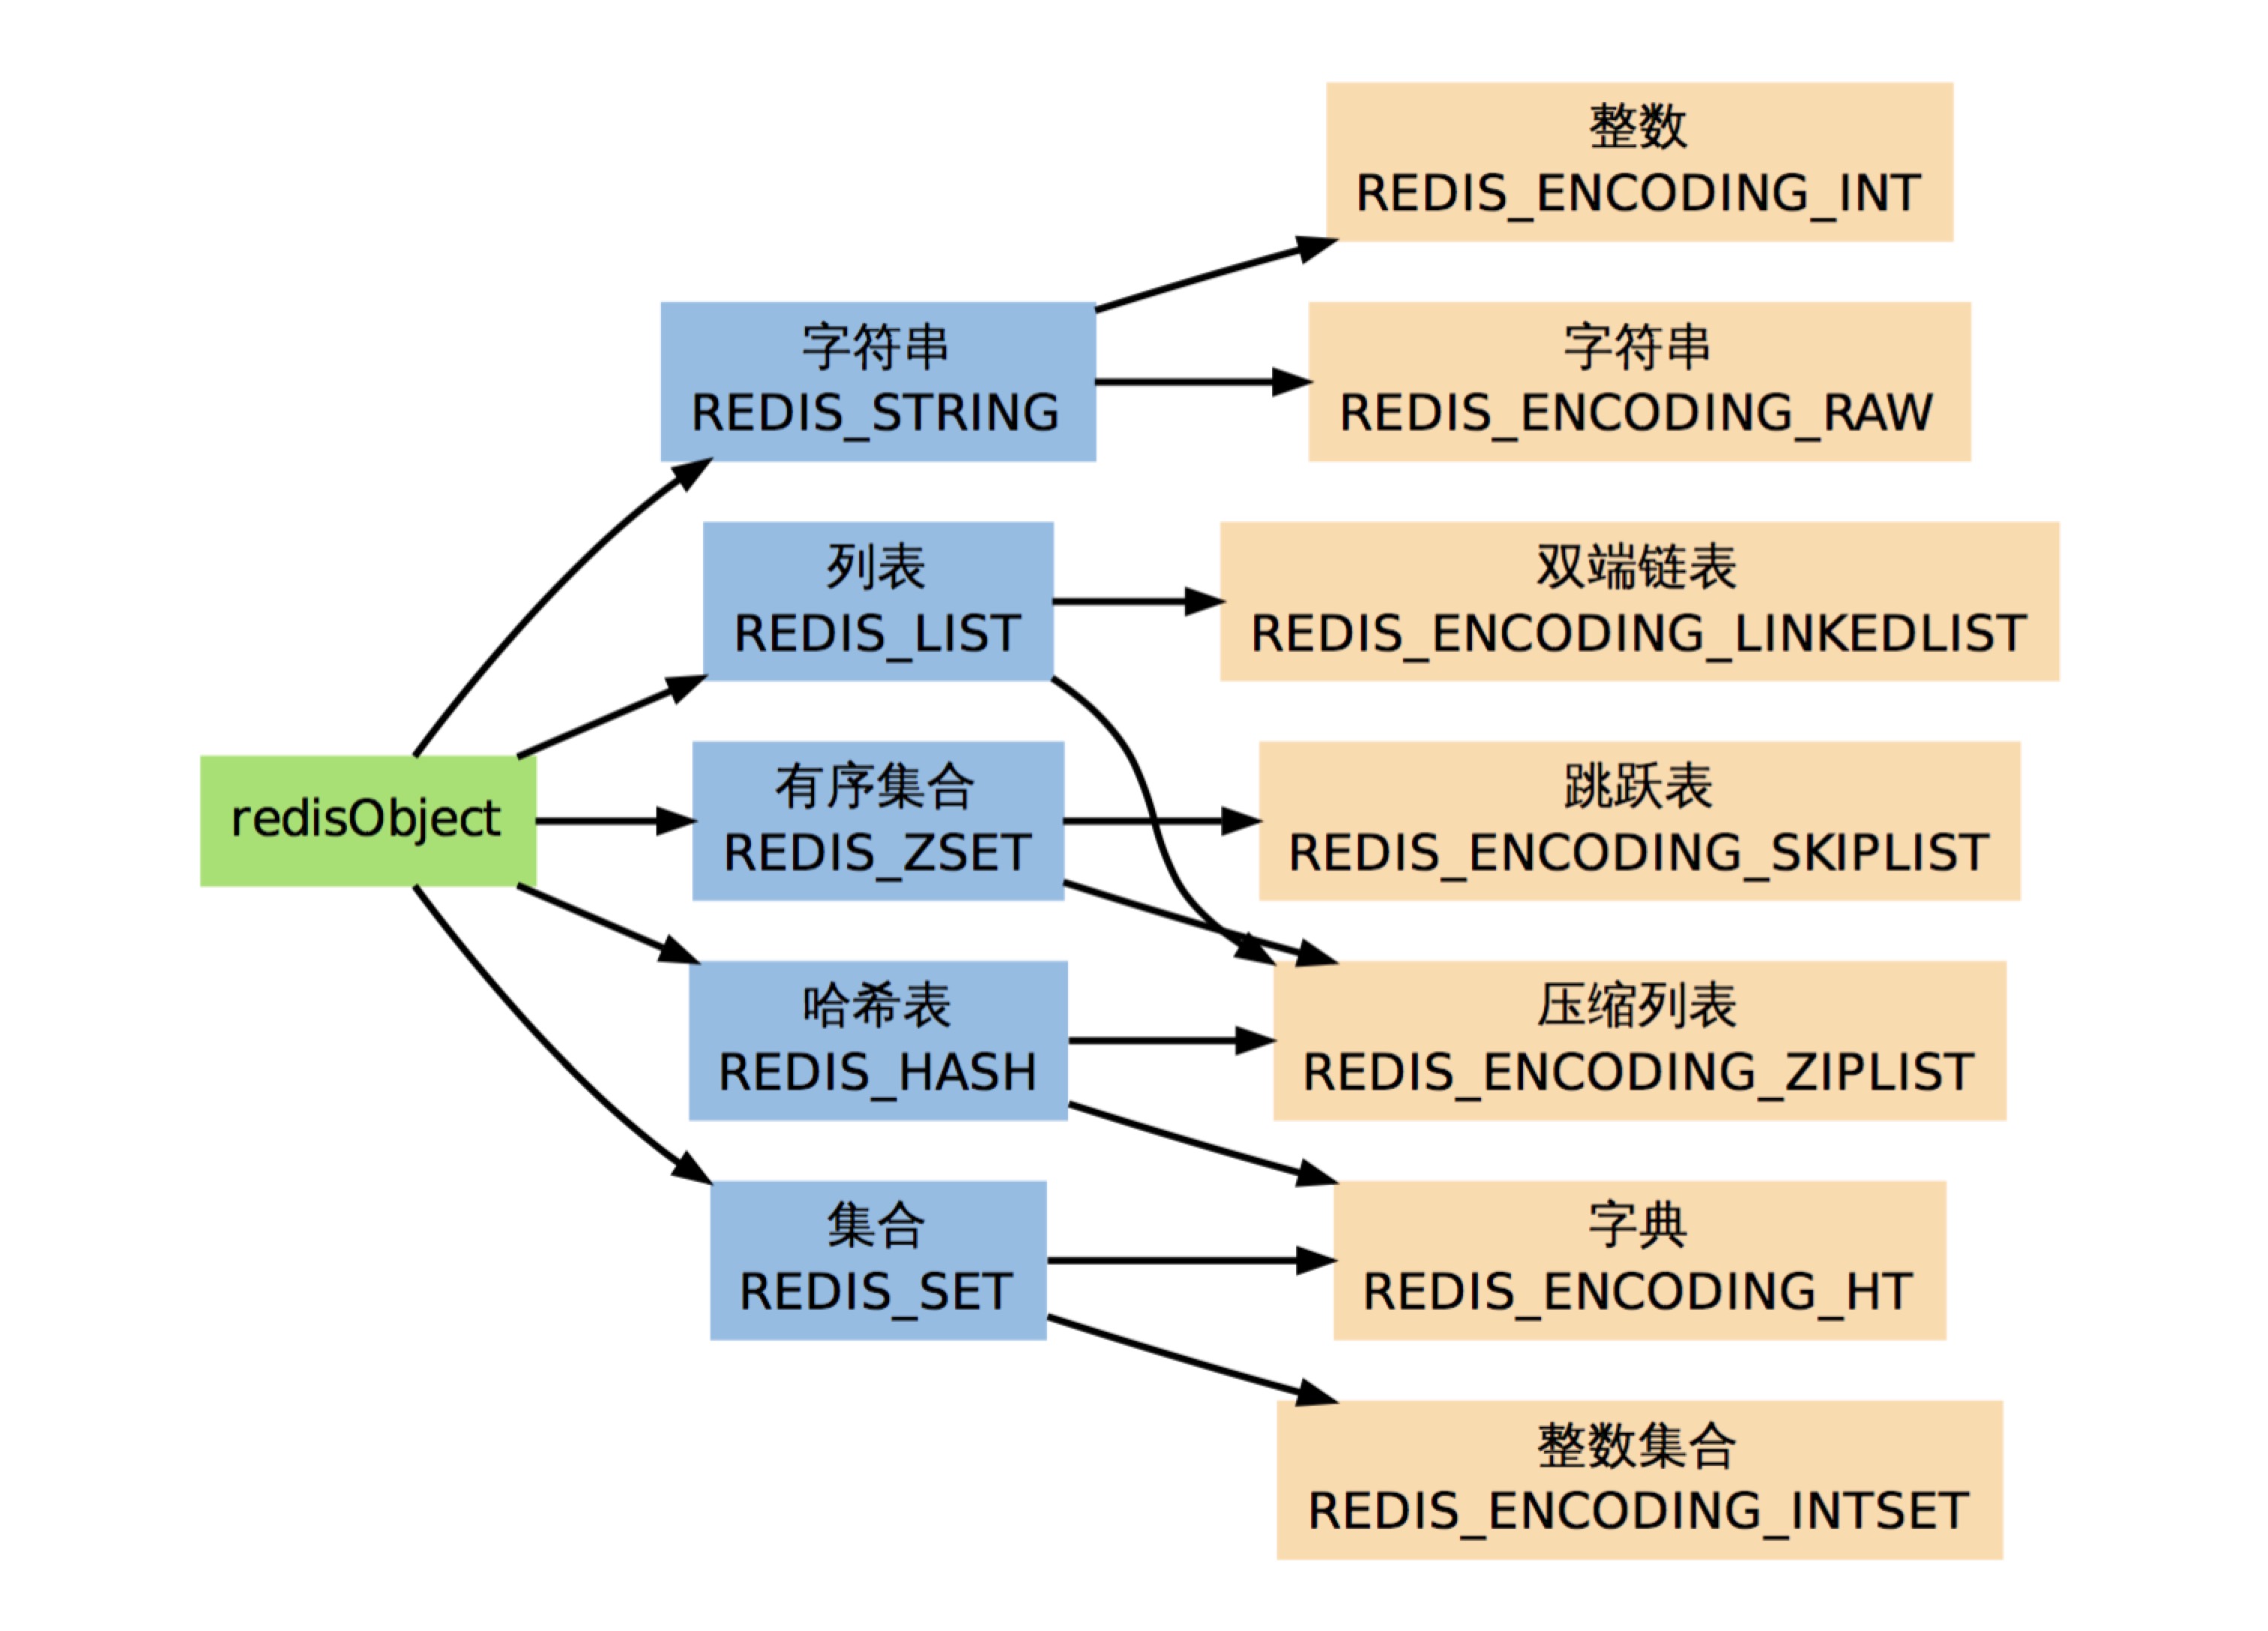 redisObject
字符串
REDIS_STRING
列表
REDIS_LIST
有序集合
REDIS_ZSET
哈希表
REDIS_HASH
集合
REDIS_SET
整数
REDIS_ENCODING_INT
字符串
REDIS_ENCODING_RAW
双端链表
REDIS_ENCODING_LINKEDLIST
跳跃表
REDIS_ENCODING_SKIPLIST
压缩列表
REDIS_ENCODING_ZIPLIST
字典
REDIS_ENCODING_HT
整数集合
REDIS_ENCODING_INTSET